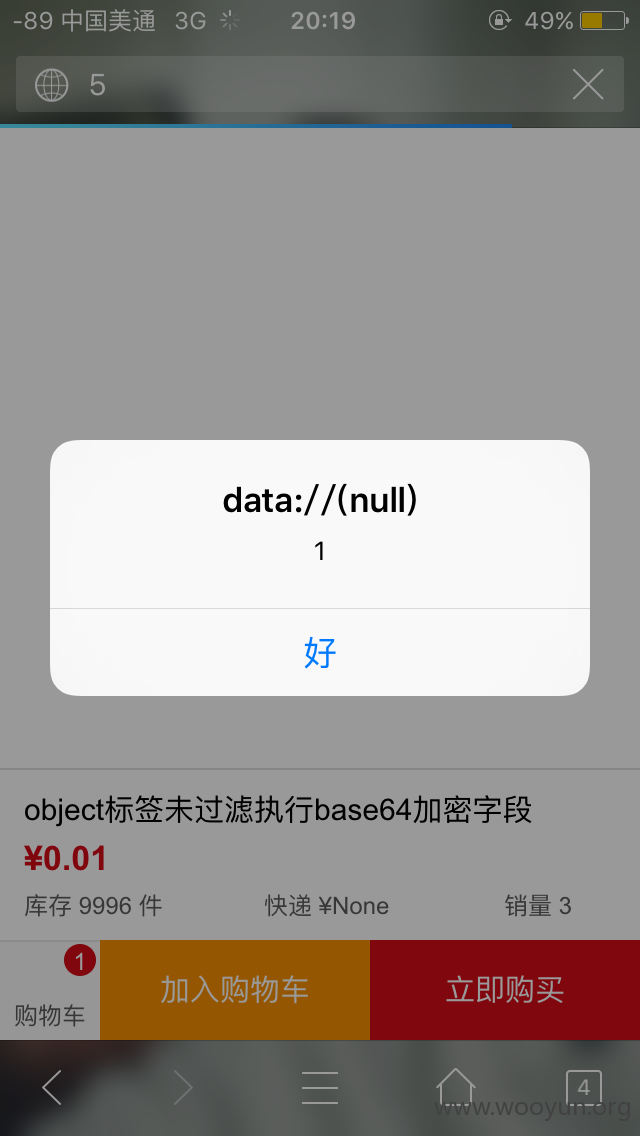 -89 中国美通 3G 20:19 49%
5
data://(null)
1
好
object标签未过滤执行base64加密字段
¥0.01
库存 9996 件 快递 ¥None 销量 3
1
购物车 加入购物车 立即购买
4
www.wooyun.org